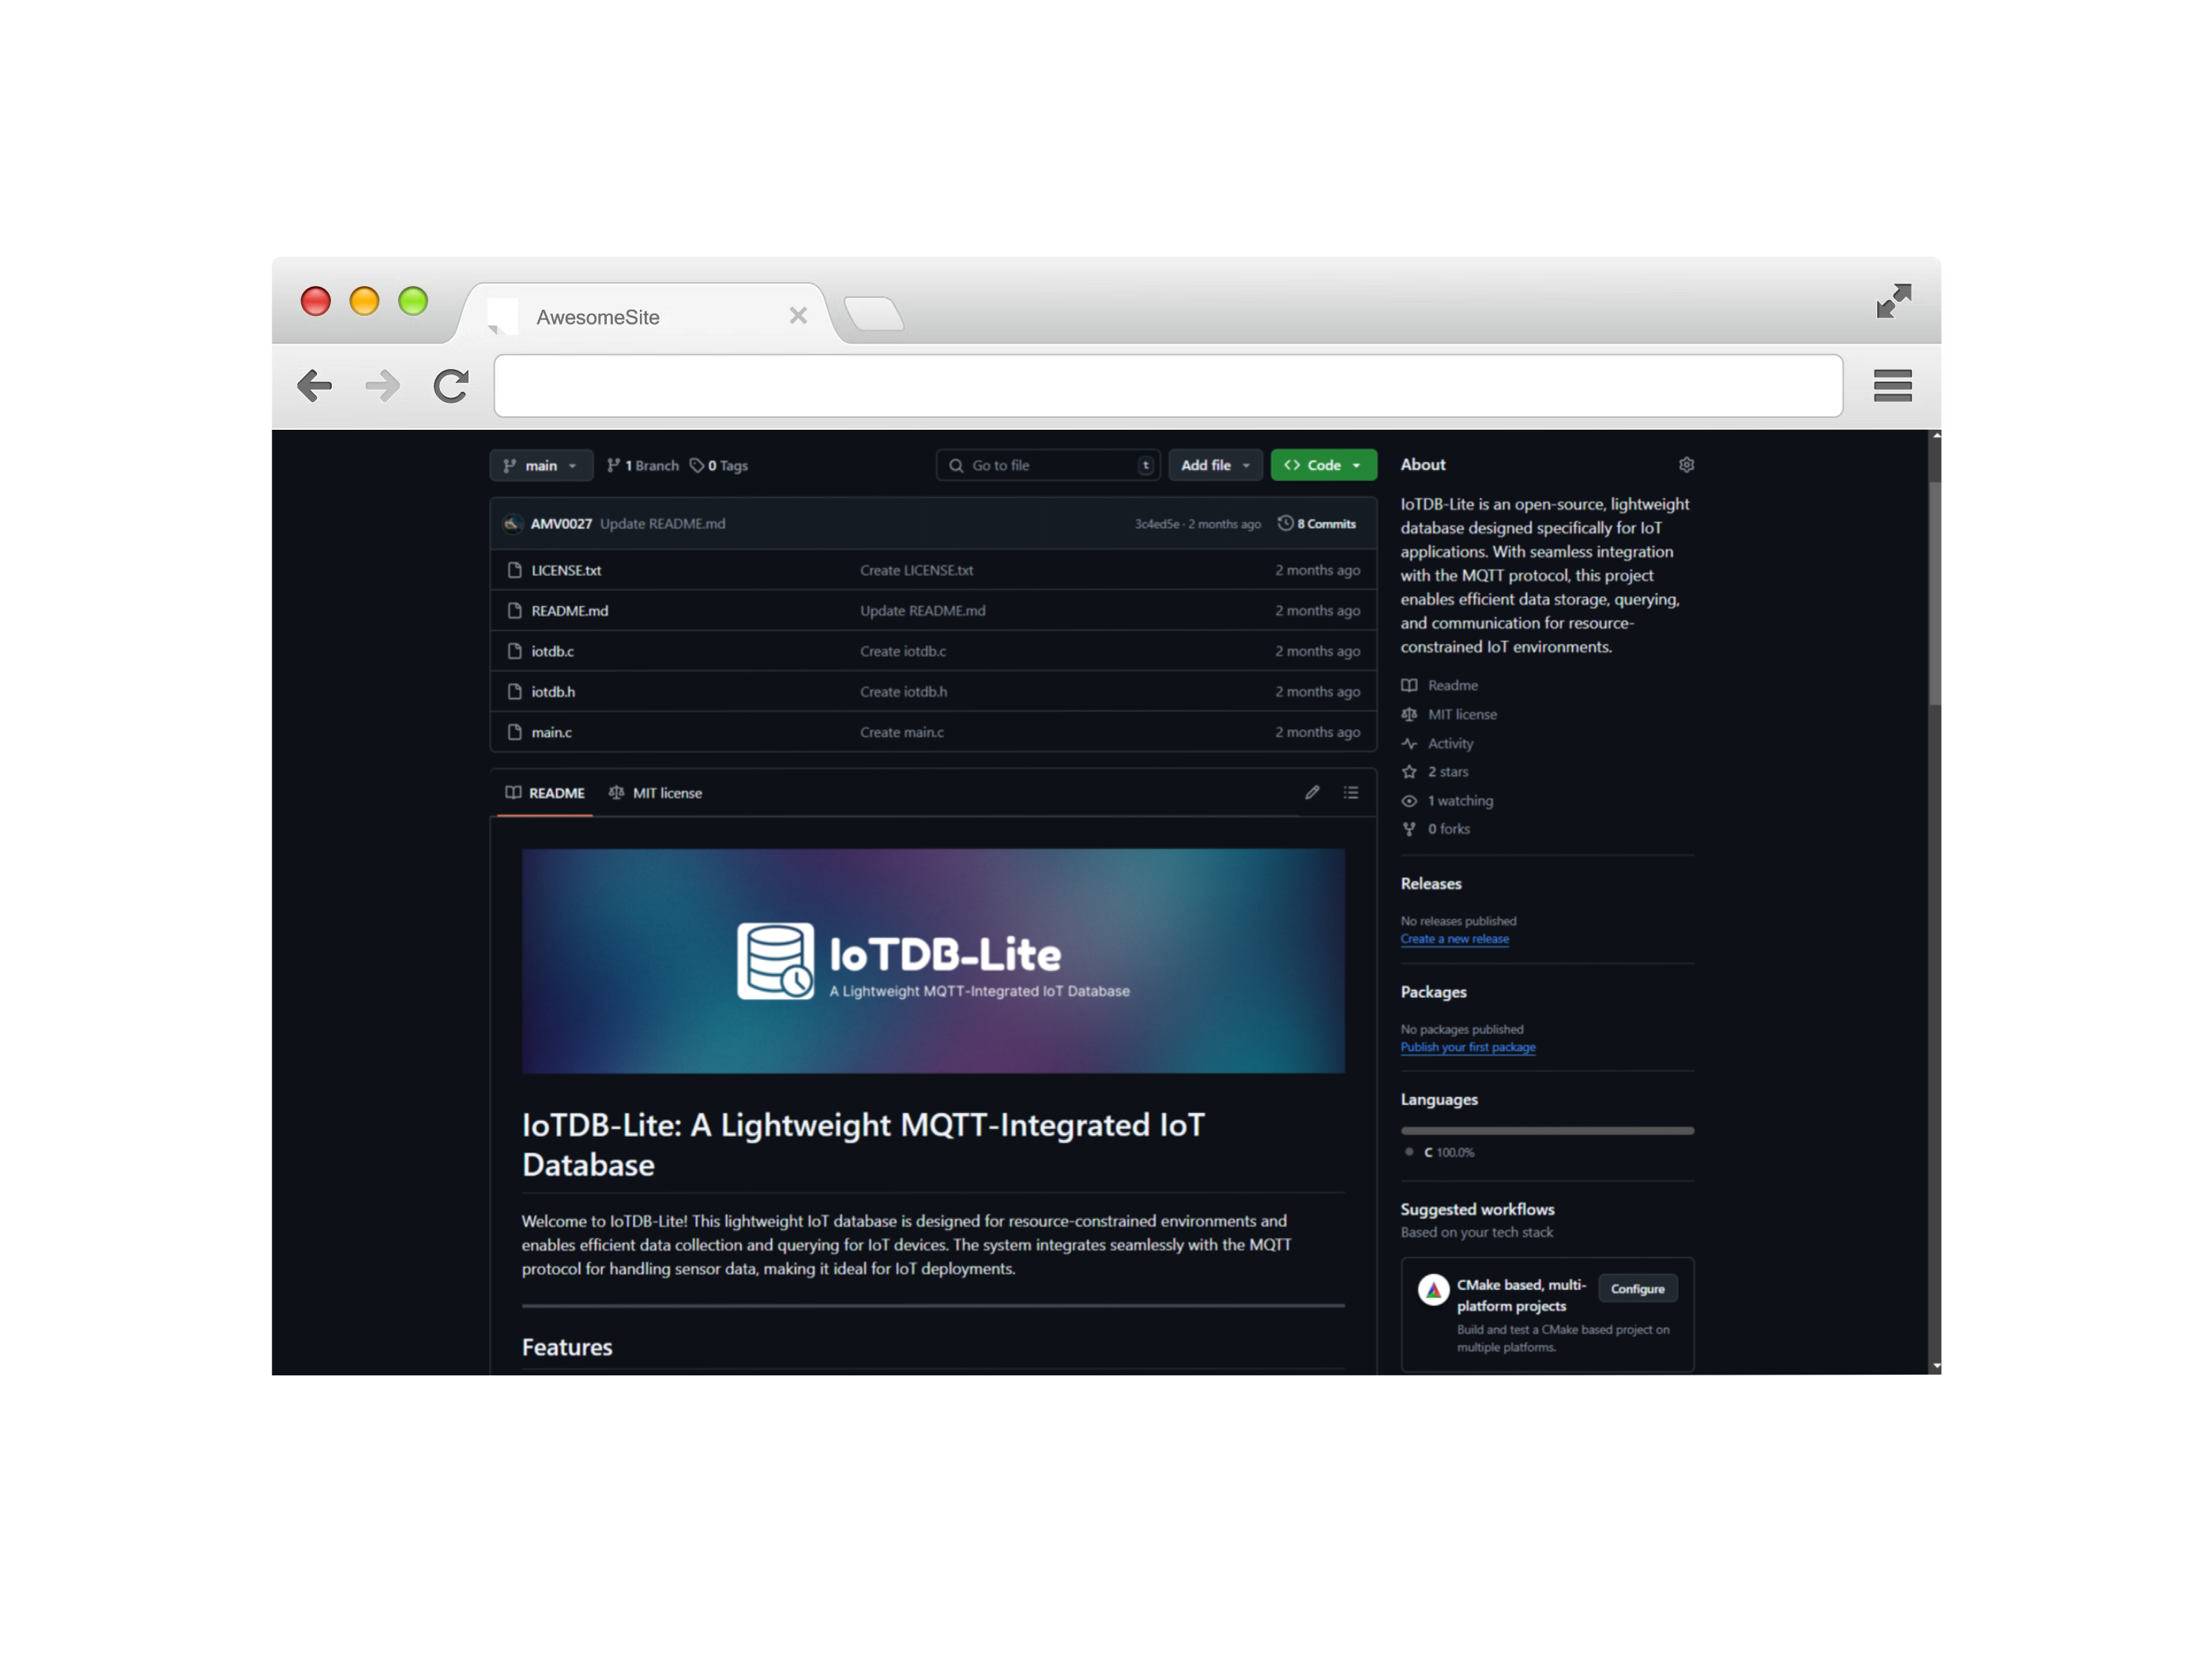 AwesomeSite
main 1 Branch 0 Tags Go to file t Add file <> Code
AMV0027 Update README.md 3c4ed5e · 2 months ago 8 Commits
LICENSE.txt Create LICENSE.txt 2 months ago
README.md Update README.md 2 months ago
iotdb.c Create iotdb.c 2 months ago
iotdb.h Create iotdb.h 2 months ago
main.c Create main.c 2 months ago
README MIT license
IoTDB-Lite
A Lightweight MQTT-Integrated IoT Database
IoTDB-Lite: A Lightweight MQTT-Integrated IoT
Database
Welcome to IoTDB-Lite! This lightweight IoT database is designed for resource-constrained environments and
enables efficient data collection and querying for IoT devices. The system integrates seamlessly with the MQTT
protocol for handling sensor data, making it ideal for IoT deployments.
Features
About
IoTDB-Lite is an open-source, lightweight
database designed specifically for IoT
applications. With seamless integration
with the MQTT protocol, this project
enables efficient data storage, querying,
and communication for resource-
constrained IoT environments.
Readme
MIT license
Activity
2 stars
1 watching
0 forks
Releases
No releases published
Create a new release
Packages
No packages published
Publish your first package
Languages
C 100.0%
Suggested workflows
Based on your tech stack
CMake based, multi-
platform projects
Configure
Build and test a CMake based project on
multiple platforms.